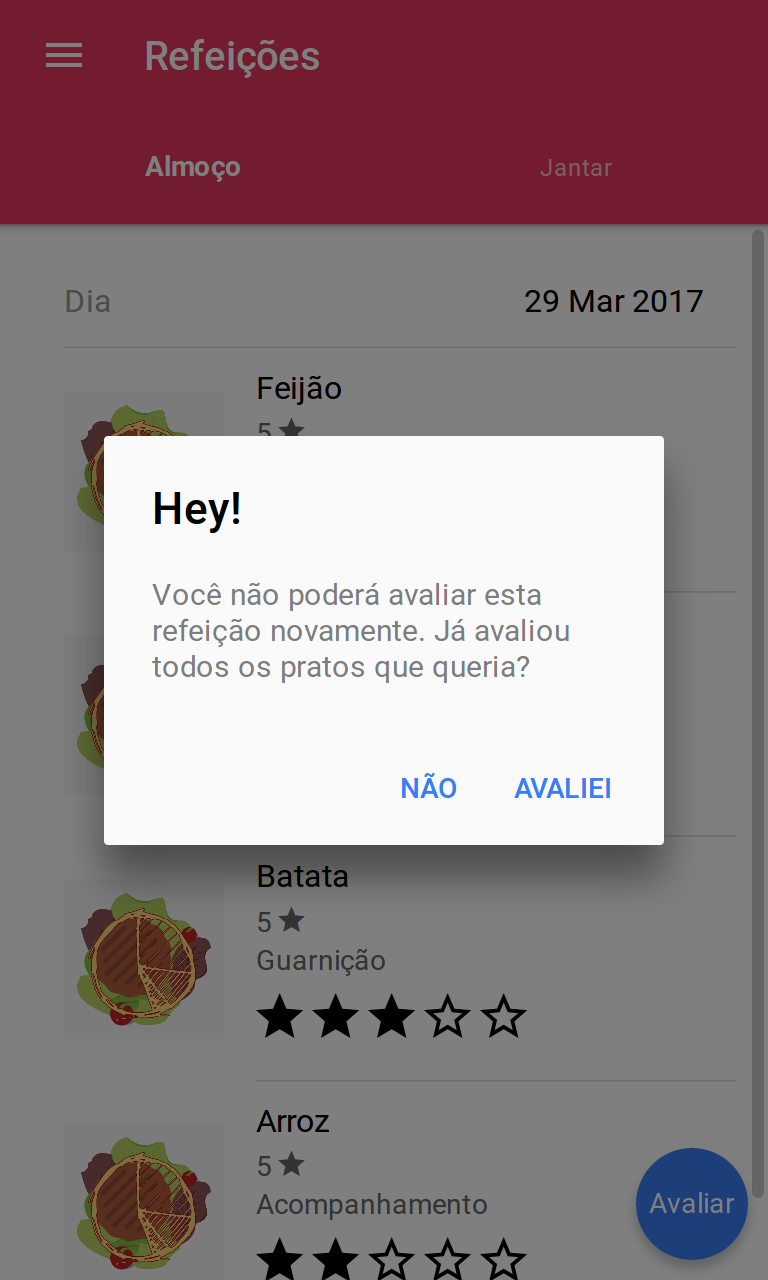 Refeições
Almoço
Jantar
Dia
29 Mar 2017
Feijão
5
Hey!
Você não poderá avaliar esta
refeição novamente. Já avaliou
todos os pratos que queria?
NÃO
AVALIEI
Batata
5
Guarnição
Arroz
5
Acompanhamento
Avaliar